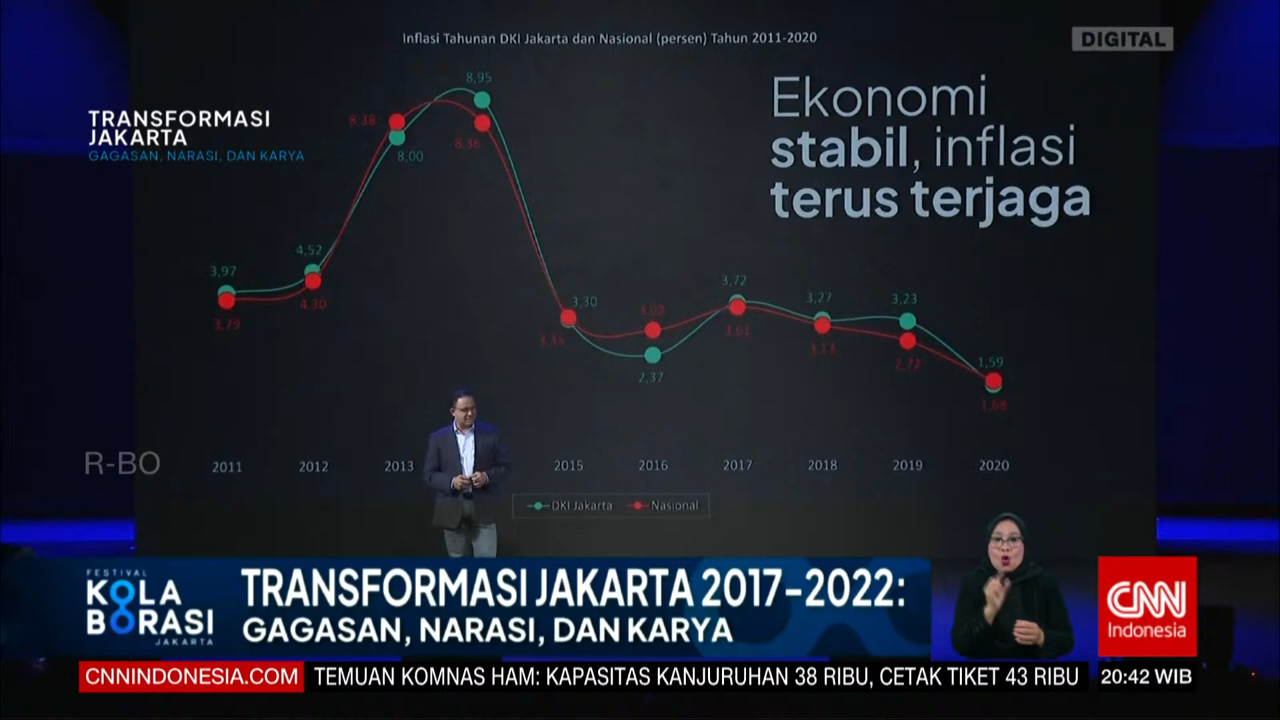 Inflasi Tahunan DKI Jakarta dan Nasional (persen) Tahun 2011-2020
DIGITAL
TRANSFORMASI
JAKARTA
GAGASAN, NARASI, DAN KARYA
Ekonomi
stabil, inflasi
terus terjaga
8,95
8,38
8,36
8,00
3,97
4,52
3,79
4,30
3,30
3,35
3,02
2,37
3,72
3,61
3,27
3,13
3,23
2,72
1,59
1,68
R-BO
2011
2012
2013
2015
2016
2017
2018
2019
2020
DKI Jakarta
Nasional
FESTIVAL
KOLA
BORASI
JAKARTA
TRANSFORMASI JAKARTA 2017-2022:
GAGASAN, NARASI, DAN KARYA
CNN
Indonesia
CNNINDONESIA.COM
TEMUAN KOMNAS HAM: KAPASITAS KANJURUHAN 38 RIBU, CETAK TIKET 43 RIBU
20:42 WIB